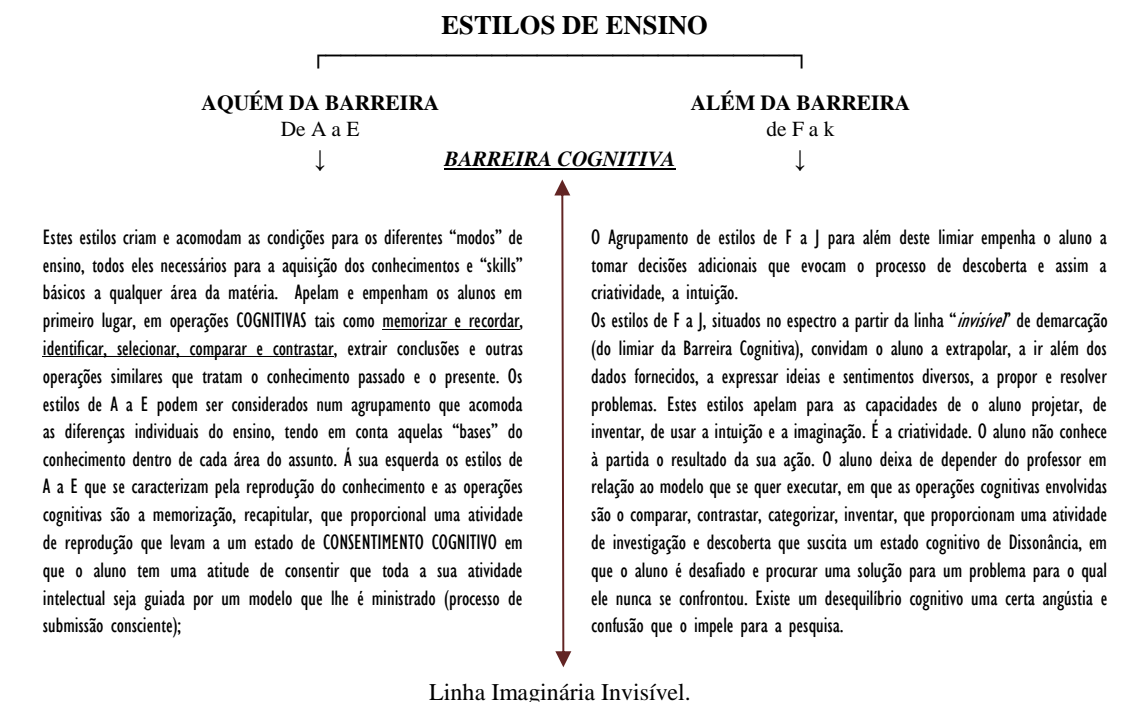 ESTILOS DE ENSINO
AQUÉM DA BARREIRA
De A a E
↓
ALÉM DA BARREIRA
de F a k
↓
BARREIRA COGNITIVA
Estes estilos criam e acomodam as condições para os diferentes “modos” de
ensino, todos eles necessários para a aquisição dos conhecimentos e “skills”
básicos a qualquer área da matéria. Apelam e empenham os alunos em
primeiro lugar, em operações COGNITIVAS tais como memorizar e recordar,
identificar, selecionar, comparar e contrastar, extrair conclusões e outras
operações similares que tratam o conhecimento passado e o presente. Os
estilos de A a E podem ser considerados num agrupamento que acomoda
as diferenças individuais do ensino, tendo em conta aquelas “bases” do
conhecimento dentro de cada área do assunto. Á sua esquerda os estilos de
A a E que se caracterizam pela reprodução do conhecimento e as operações
cognitivas são a memorização, recapitular, que proporcional uma atividade
de reprodução que levam a um estado de CONSENTIMENTO COGNITIVO em
que o aluno tem uma atitude de consentir que toda a sua atividade
intelectual seja guiada por um modelo que lhe é ministrado (processo de
submissão consciente);
O Agrupamento de estilos de F a J para além deste limiar empenha o aluno a
tomar decisões adicionais que evocam o processo de descoberta e assim a
criatividade, a intuição.
Os estilos de F a J, situados no espectro a partir da linha “invisível” de demarcação
(do limiar da Barreira Cognitiva), convidam o aluno a extrapolar, a ir além dos
dados fornecidos, a expressar ideias e sentimentos diversos, a propor e resolver
problemas. Estes estilos apelam para as capacidades de o aluno projetar, de
inventar, de usar a intuição e a imaginação. É a criatividade. O aluno não conhece
à partida o resultado da sua ação. O aluno deixa de depender do professor em
relação ao modelo que se quer executar, em que as operações cognitivas envolvidas
são o comparar, contrastar, categorizar, inventar, que proporcionam uma atividade
de investigação e descoberta que suscita um estado cognitivo de Dissonância, em
que o aluno é desafiado e procurar uma solução para um problema para o qual
ele nunca se confrontou. Existe um desequilíbrio cognitivo uma certa angústia e
confusão que o impele para a pesquisa.
Linha Imaginária Invisível.